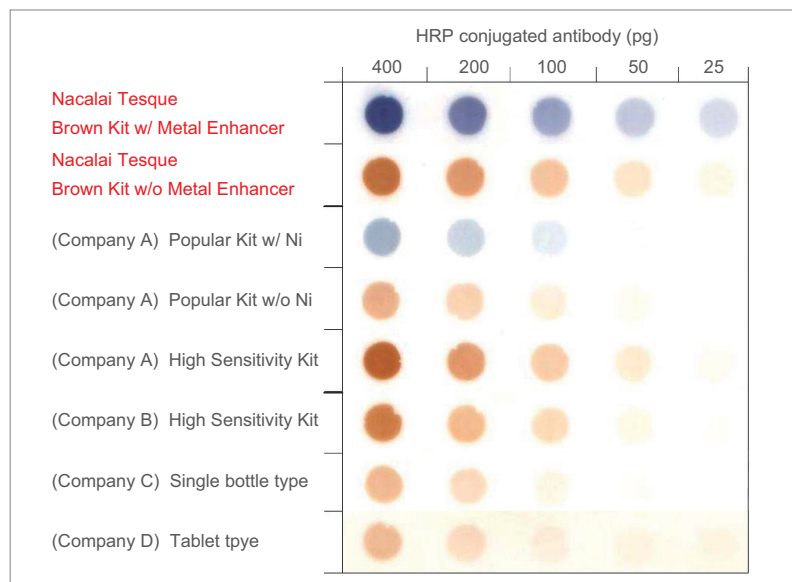 HRP conjugated antibody (pg)
400 200 100 50 25
Nacalai Tesque
Brown Kit w/ Metal Enhancer
Nacalai Tesque
Brown Kit w/o Metal Enhancer
(Company A) Popular Kit w/ Ni
(Company A) Popular Kit w/o Ni
(Company A) High Sensitivity Kit
(Company B) High Sensitivity Kit
(Company C) Single bottle type
(Company D) Tablet tpye